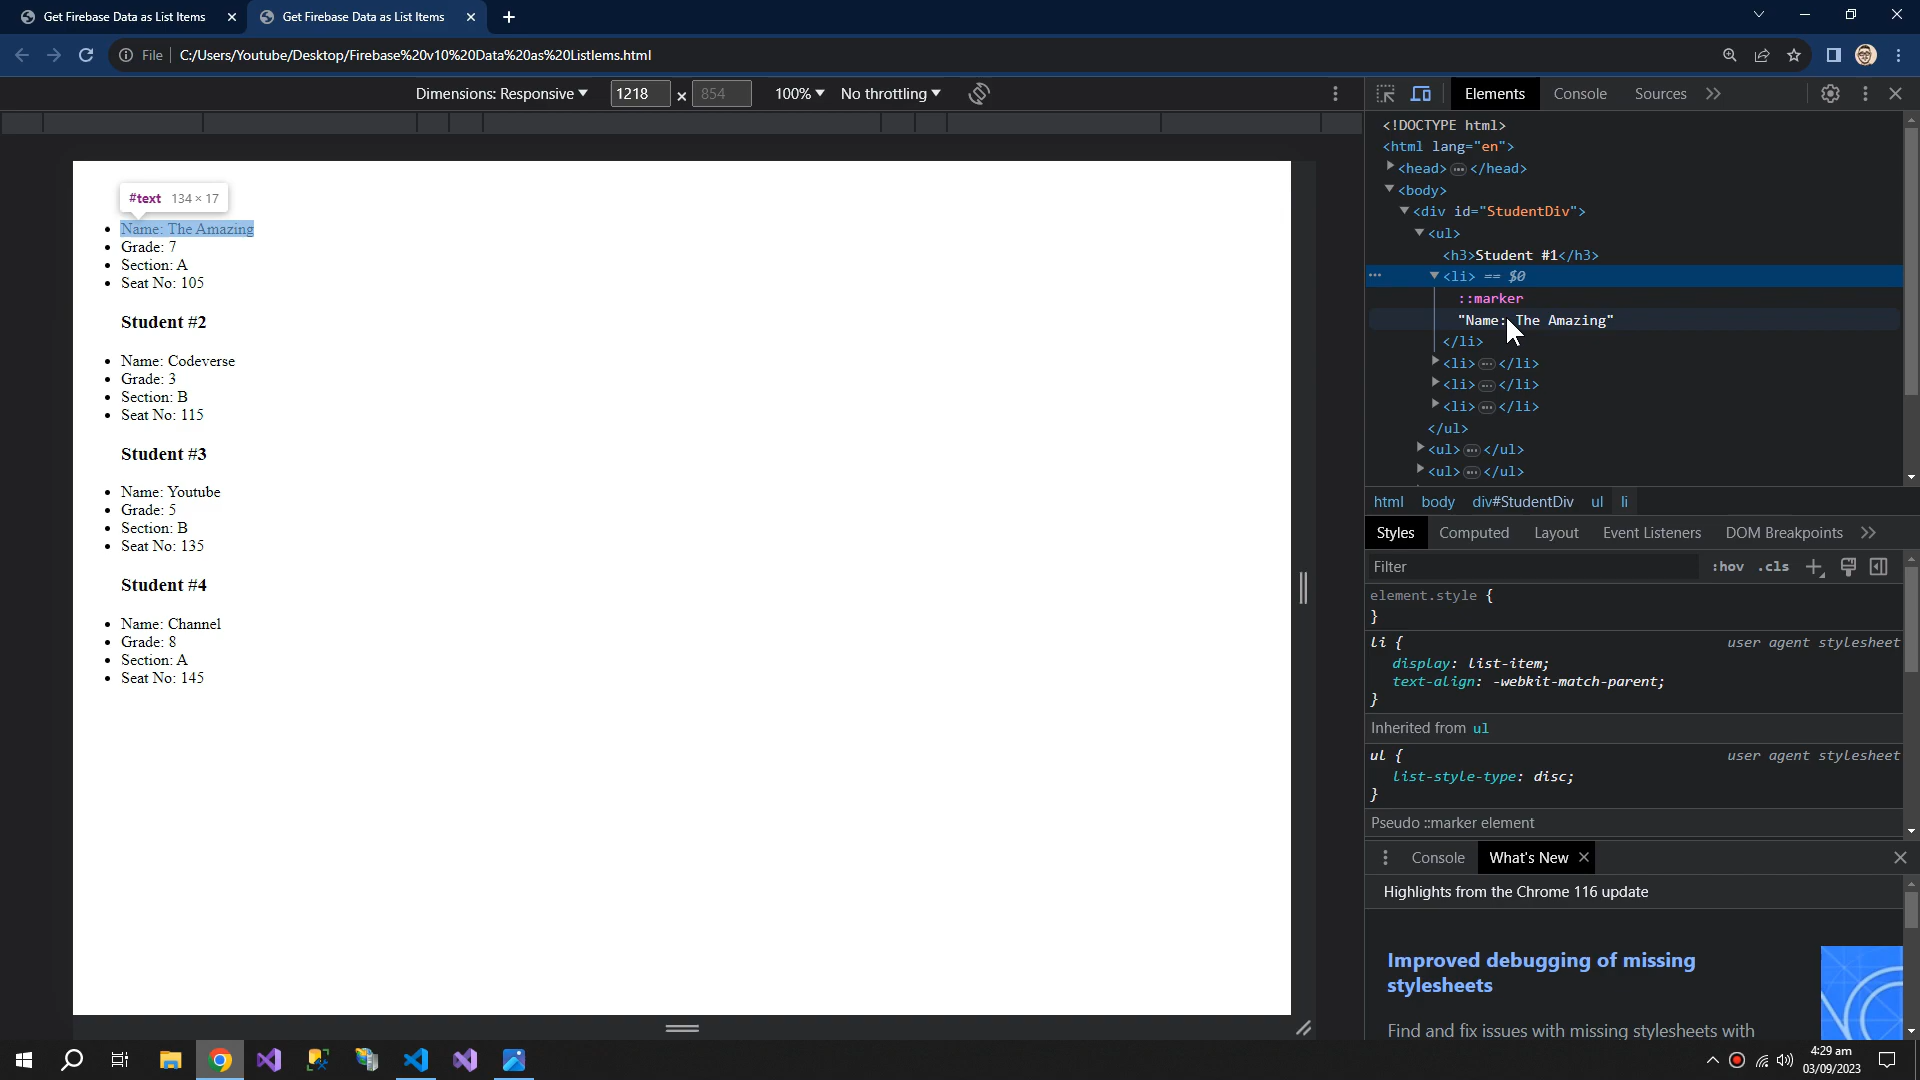 Get Firebase Data as List Items
Get Firebase Data as List Items
File
C:/Users/Youtube/Desktop/Firebase%20v10%20Data%20as%20ListIems.html
Dimensions: Responsive
1218
×
854
100%
No throttling
Elements
Console
Sources
#text 134 × 17
Name: The Amazing
Grade: 7
Section: A
Seat No: 105
Student #2
Name: Codeverse
Grade: 3
Section: B
Seat No: 115
Student #3
Name: Youtube
Grade: 5
Section: B
Seat No: 135
Student #4
Name: Channel
Grade: 8
Section: A
Seat No: 145
<!DOCTYPE html>
<html lang="en">
<head> … </head>
<body>
<div id="StudentDiv">
<ul>
<h3>Student #1</h3>
… <li> == $0
::marker
"Name: The Amazing"
</li>
<li> … </li>
<li> … </li>
<li> … </li>
</ul>
<ul> … </ul>
<ul> … </ul>
html body div#StudentDiv ul li
Styles Computed Layout Event Listeners DOM Breakpoints
Filter
:hov .cls
element.style {
}
li { user agent stylesheet
display: list-item;
text-align: -webkit-match-parent;
}
Inherited from ul
ul { user agent stylesheet
list-style-type: disc;
}
Pseudo ::marker element
Console What's New
Highlights from the Chrome 116 update
Improved debugging of missing
stylesheets
Find and fix issues with missing stylesheets with
4:29 am
03/09/2023